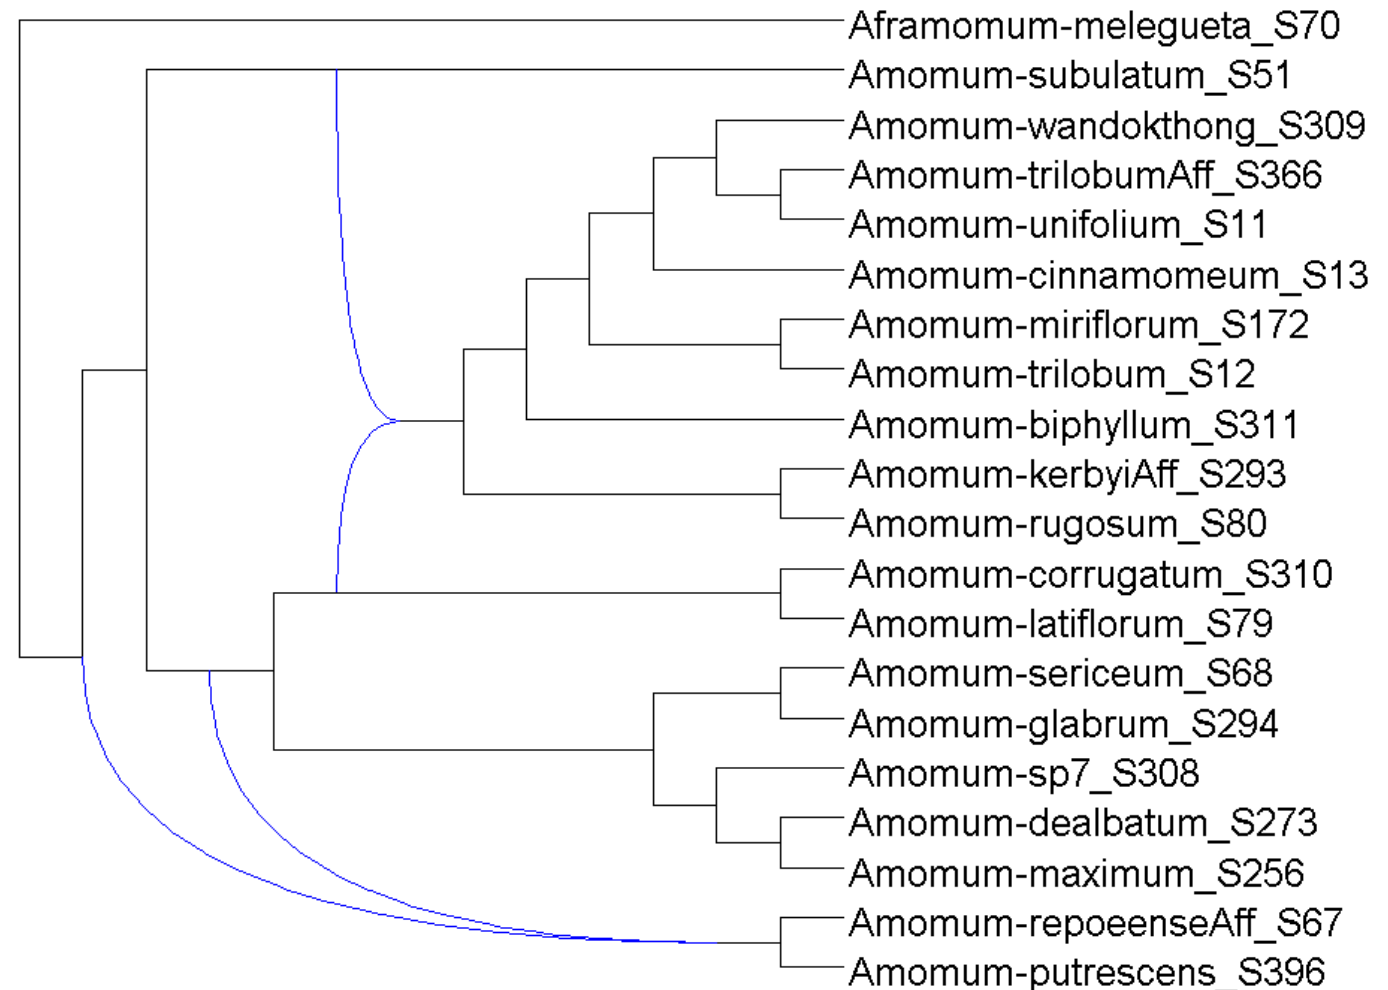 Aframomum-melegueta_S70
Amomum-subulatum_S51
Amomum-wandokthong_S309
Amomum-trilobumAff_S366
Amomum-unifolium_S11
Amomum-cinnamomeum_S13
Amomum-miriflorum_S172
Amomum-trilobum_S12
Amomum-biphyllum_S311
Amomum-kerbyiAff_S293
Amomum-rugosum_S80
Amomum-corrugatum_S310
Amomum-latiflorum_S79
Amomum-sericeum_S68
Amomum-glabrum_S294
Amomum-sp7_S308
Amomum-dealbatum_S273
Amomum-maximum_S256
Amomum-repoeenseAff_S67
Amomum-putrescens_S396